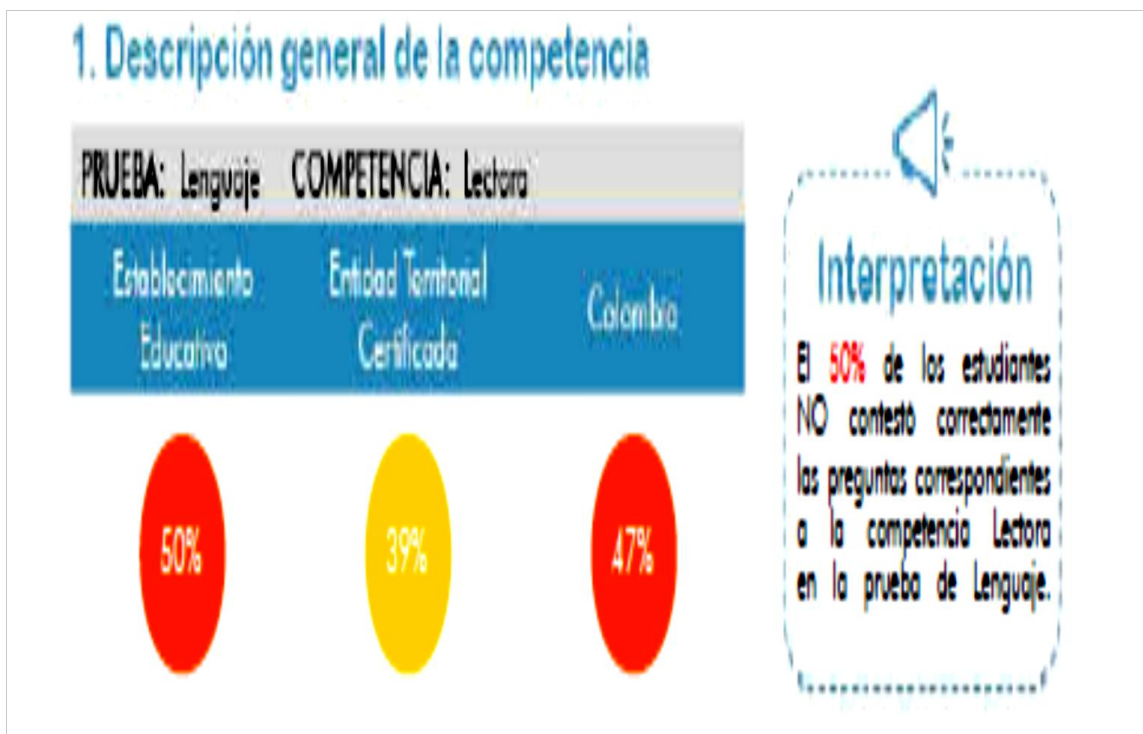 1. Descripción general de la competencia
PRUEBA: Lenguaje COMPETENCIA: Lectora
Establecimiento
Educativo
Entidad Territorial
Certificada
Colombia
50%
39%
47%
Interpretación
El 50% de los estudiantes
NO contestó correctamente
las preguntas correspondientes
a la competencia Lectora
en la prueba de Lenguaje.